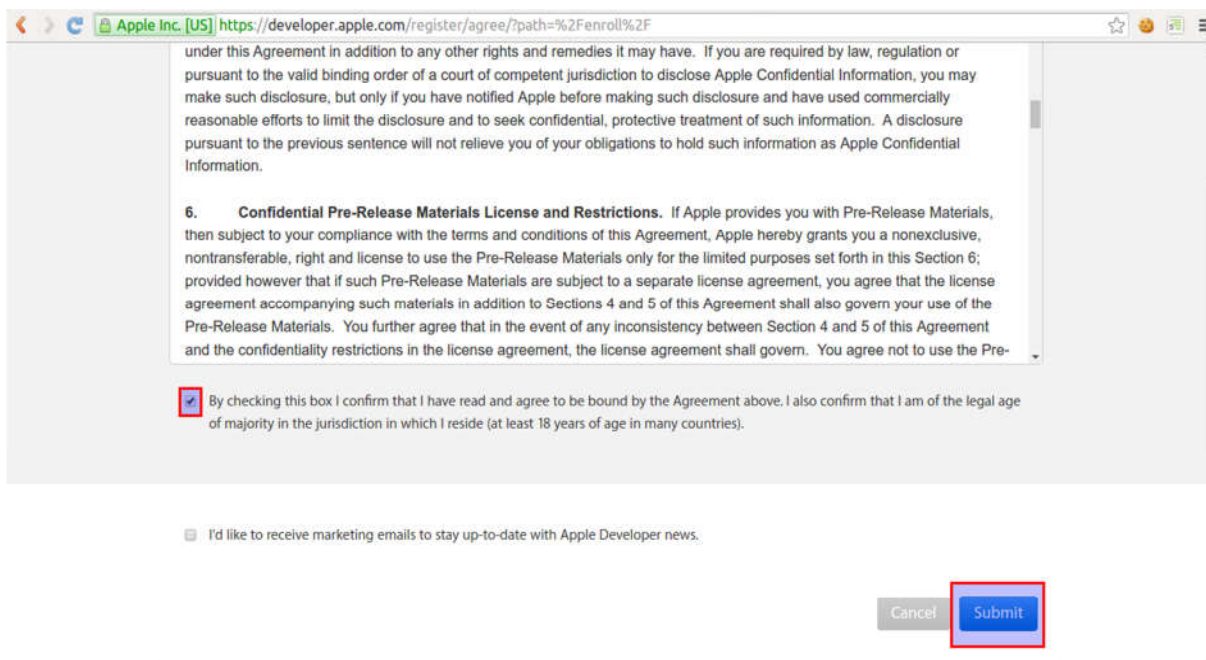 Apple Inc. [US] https://developer.apple.com/register/agree/?path=%2Fenroll%2F
under this Agreement in addition to any other rights and remedies it may have. If you are required by law, regulation or
pursuant to the valid binding order of a court of competent jurisdiction to disclose Apple Confidential Information, you may
make such disclosure, but only if you have notified Apple before making such disclosure and have used commercially
reasonable efforts to limit the disclosure and to seek confidential, protective treatment of such information. A disclosure
pursuant to the previous sentence will not relieve you of your obligations to hold such information as Apple Confidential
Information.
6. Confidential Pre-Release Materials License and Restrictions. If Apple provides you with Pre-Release Materials,
then subject to your compliance with the terms and conditions of this Agreement, Apple hereby grants you a nonexclusive,
nontransferable, right and license to use the Pre-Release Materials only for the limited purposes set forth in this Section 6;
provided however that if such Pre-Release Materials are subject to a separate license agreement, you agree that the license
agreement accompanying such materials in addition to Sections 4 and 5 of this Agreement shall also govern your use of the
Pre-Release Materials. You further agree that in the event of any inconsistency between Section 4 and 5 of this Agreement
and the confidentiality restrictions in the license agreement, the license agreement shall govern. You agree not to use the Pre-
By checking this box I confirm that I have read and agree to be bound by the Agreement above. I also confirm that I am of the legal age
of majority in the jurisdiction in which I reside (at least 18 years of age in many countries).
I'd like to receive marketing emails to stay up-to-date with Apple Developer news.
Cancel Submit